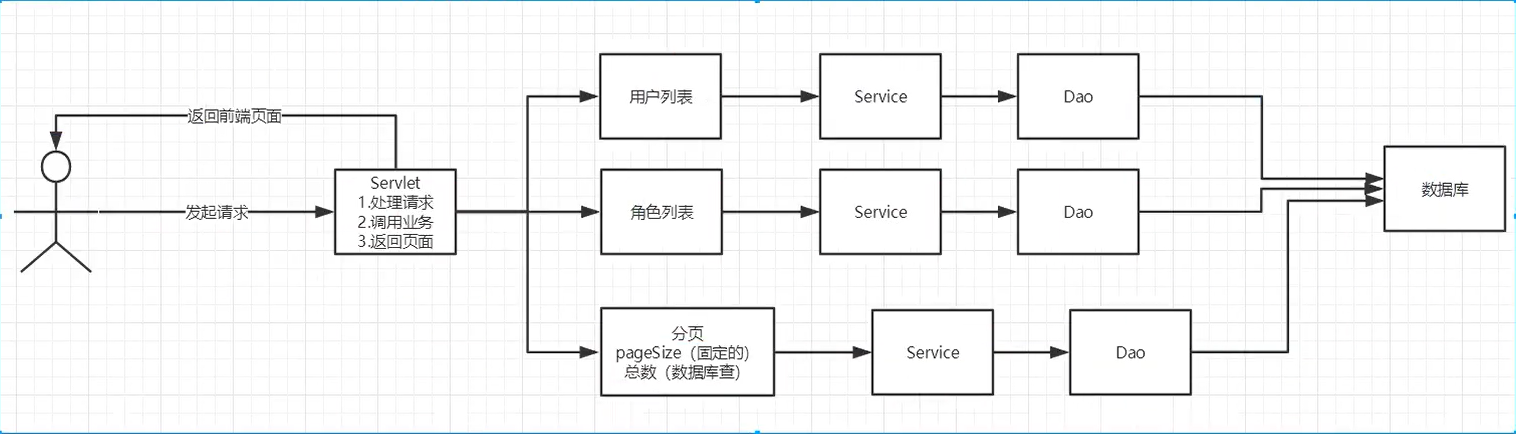 返回前端页面
发起请求
Servlet
1.处理请求
2.调用业务
3.返回页面
用户列表
Service
Dao
角色列表
Service
Dao
分页
pageSize（固定的）
总数（数据库查）
Service
Dao
数据库